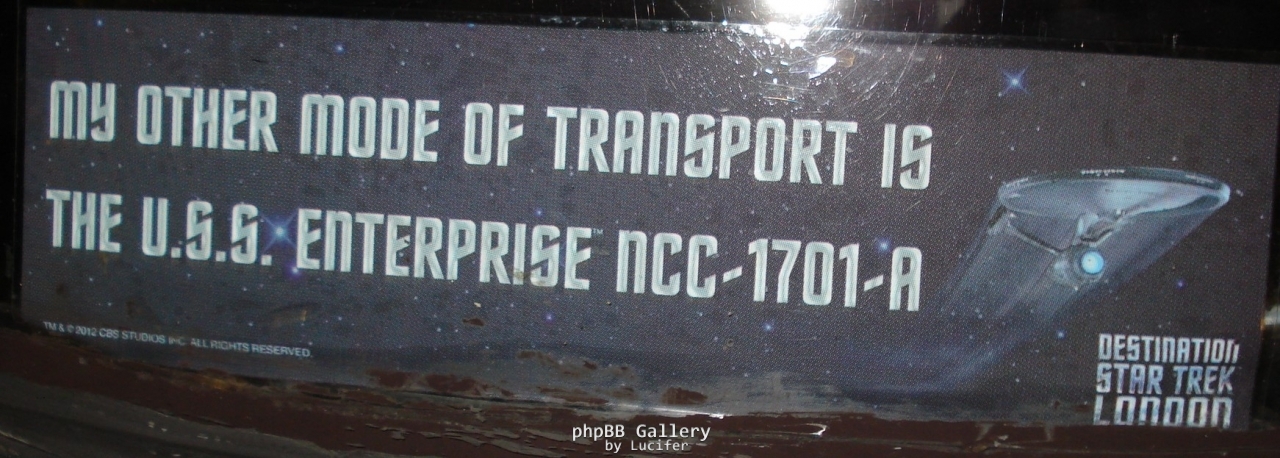 MY OTHER MODE OF TRANSPORT IS
THE U.S.S. ENTERPRISE™ NCC-1701-A
TM & © 2012 CBS STUDIOS INC. ALL RIGHTS RESERVED.
DESTINATION
STAR TREK
LONDON
phpBB Gallery
by Lucifer